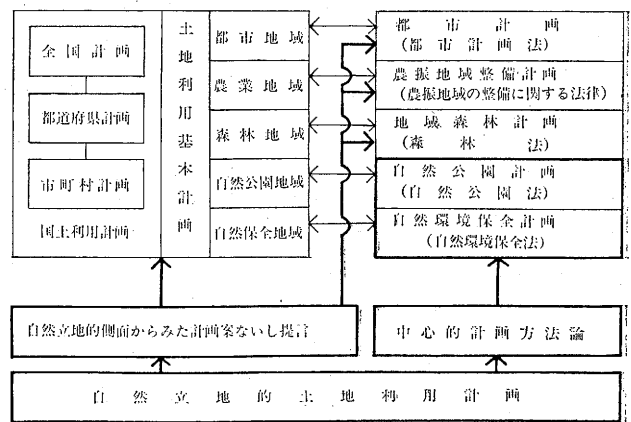 全国計画
都道府県計画
市町村計画
国土利用計画
土地利用基本計画
都市地域
農業地域
森林地域
自然公園地域
自然保全地域
都市計画
(都市計画法)
農振地域整備計画
(農振地域の整備に関する法律)
地域森林計画
(森林法)
自然公園計画
(自然公園法)
自然環境保全計画
(自然環境保全法)
自然立地的側面からみた計画案ないし提言
中心的計画方法論
自然立地的土地利用計画